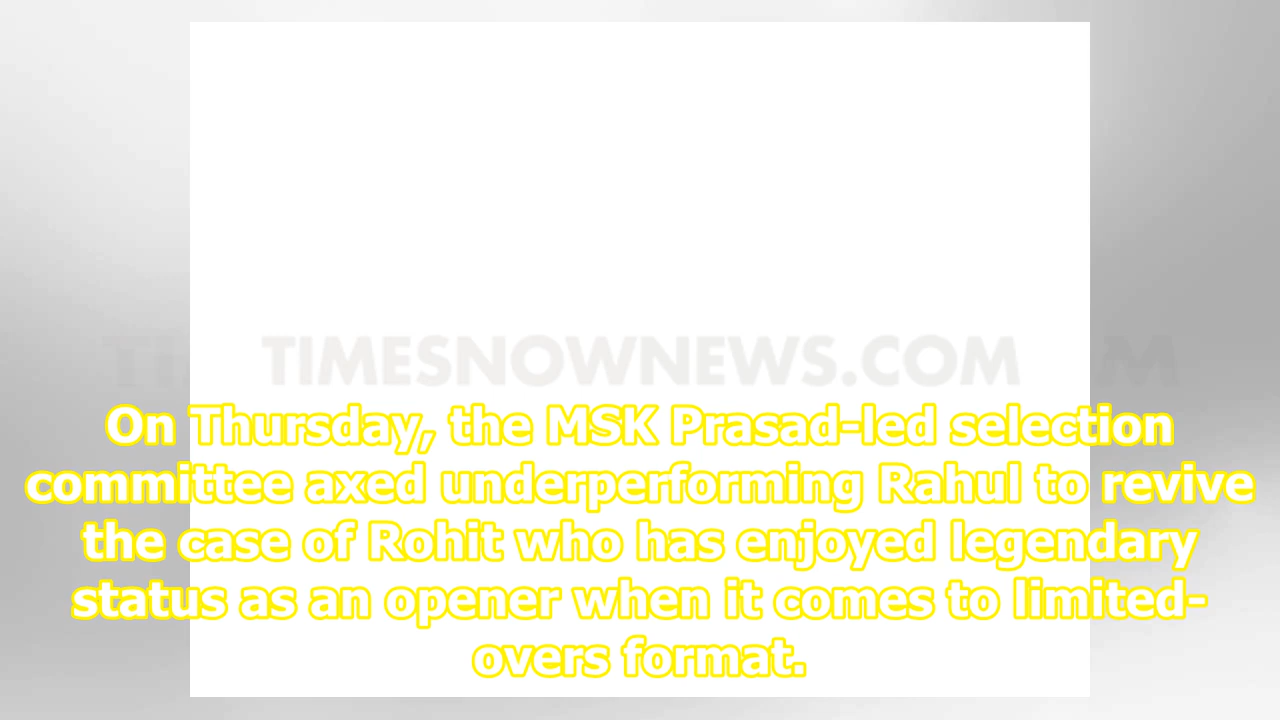 TIMESNOWNEWS.COM
On Thursday, the MSK Prasad-led selection
committee axed underperforming Rahul to revive
the case of Rohit who has enjoyed legendary
status as an opener when it comes to limited-
overs format.